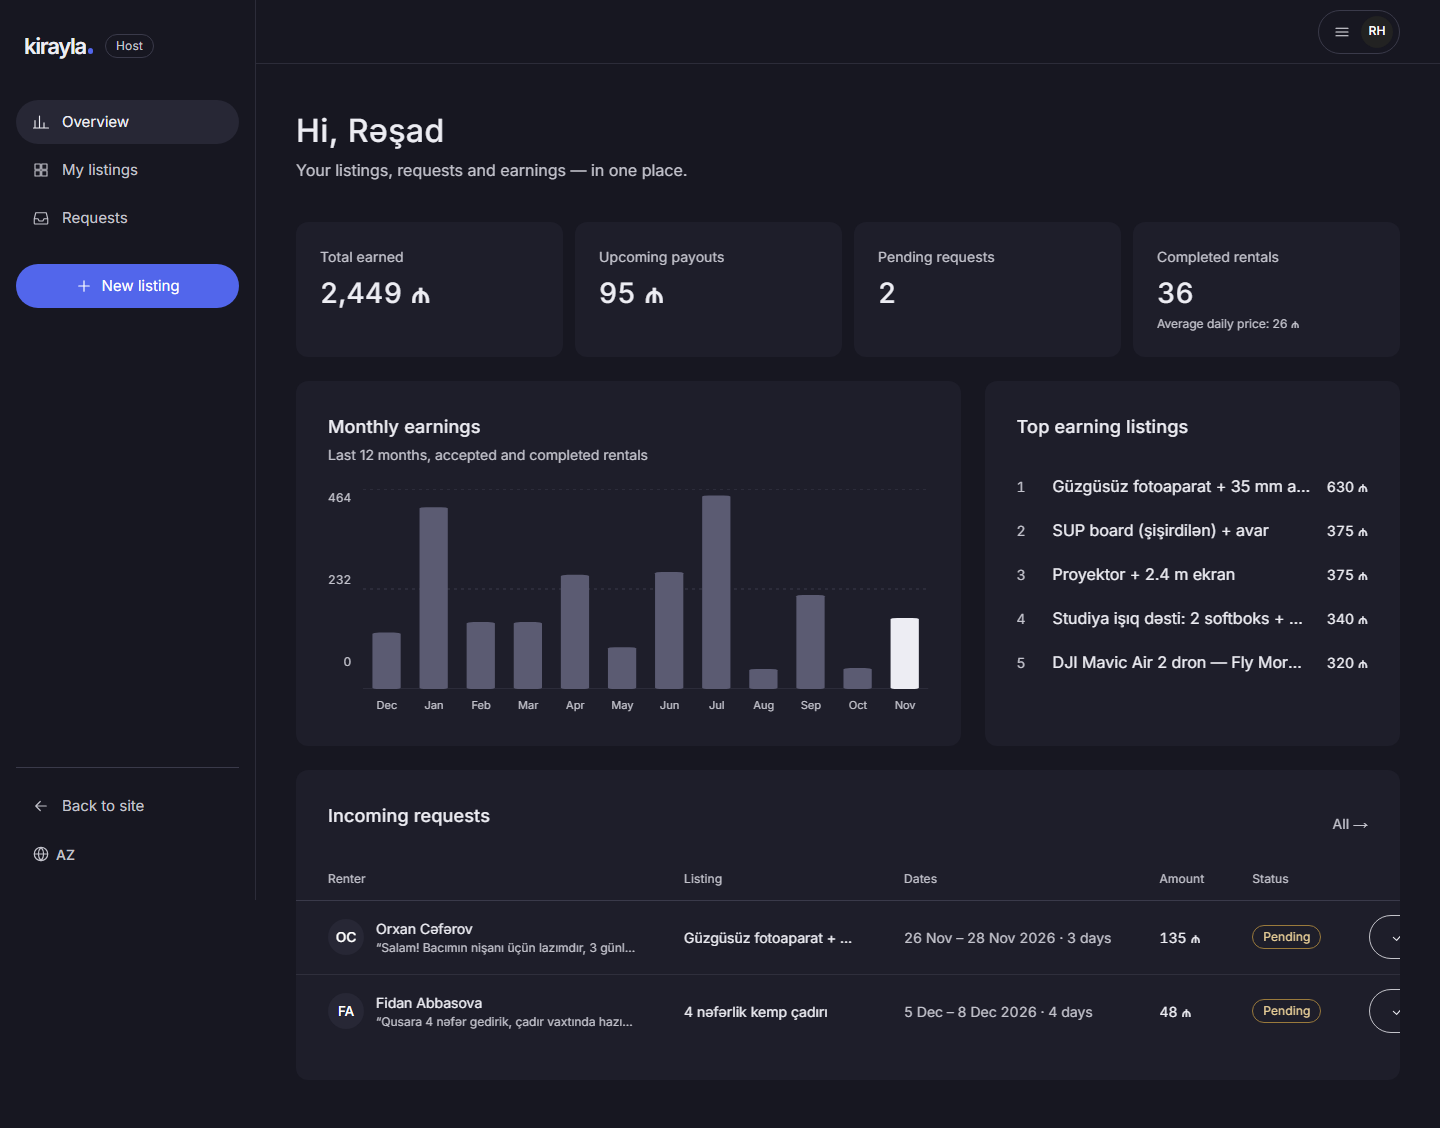 kirayla.
Host
RH
Overview
My listings
Requests
New listing
Back to site
AZ
Hi, Rəşad
Your listings, requests and earnings — in one place.
Total earned
2,449 ₼
Upcoming payouts
95 ₼
Pending requests
2
Completed rentals
36
Average daily price: 26 ₼
Monthly earnings
Last 12 months, accepted and completed rentals
464
232
0
Dec Jan Feb Mar Apr May Jun Jul Aug Sep Oct Nov
Top earning listings
1 Güzgüsüz fotoaparat + 35 mm a... 630 ₼
2 SUP board (şişirdilən) + avar 375 ₼
3 Proyektor + 2.4 m ekran 375 ₼
4 Studiya işıq dəsti: 2 softboks + ... 340 ₼
5 DJI Mavic Air 2 dron — Fly Mor... 320 ₼
Incoming requests
All →
Renter Listing Dates Amount Status
OC Orxan Cəfərov
“Salam! Bacımın nişanı üçün lazımdır, 3 günl...
Güzgüsüz fotoaparat + ... 26 Nov – 28 Nov 2026 · 3 days 135 ₼ Pending
FA Fidan Abbasova
“Qusara 4 nəfər gedirik, çadır vaxtında hazı...
4 nəfərlik kemp çadırı 5 Dec – 8 Dec 2026 · 4 days 48 ₼ Pending